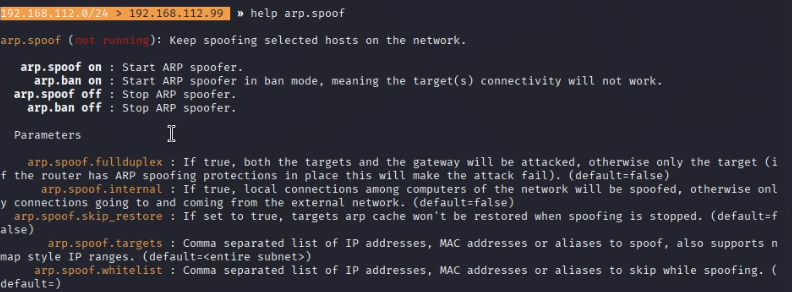 192.168.112.0/24 > 192.168.112.99 » help arp.spoof
arp.spoof (not running): Keep spoofing selected hosts on the network.
arp.spoof on : Start ARP spoofer.
arp.ban on : Start ARP spoofer in ban mode, meaning the target(s) connectivity will not work.
arp.spoof off : Stop ARP spoofer.
arp.ban off : Stop ARP spoofer.
Parameters
arp.spoof.fullduplex : If true, both the targets and the gateway will be attacked, otherwise only the target (i
f the router has ARP spoofing protections in place this will make the attack fail). (default=false)
arp.spoof.internal : If true, local connections among computers of the network will be spoofed, otherwise onl
y connections going to and coming from the external network. (default=false)
arp.spoof.skip_restore : If set to true, targets arp cache won't be restored when spoofing is stopped. (default=f
alse)
arp.spoof.targets : Comma separated list of IP addresses, MAC addresses or aliases to spoof, also supports n
map style IP ranges. (default=<entire subnet>)
arp.spoof.whitelist : Comma separated list of IP addresses, MAC addresses or aliases to skip while spoofing. (
default=)